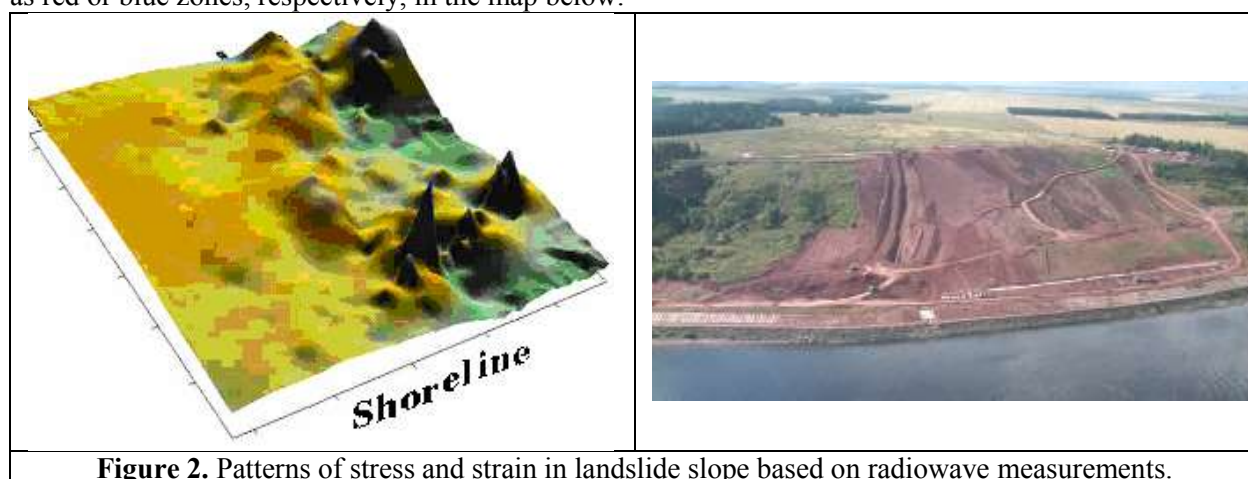 as red or blue zones, respectively, in the map below.
Shoreline
Figure 2. Patterns of stress and strain in landslide slope based on radiowave measurements.